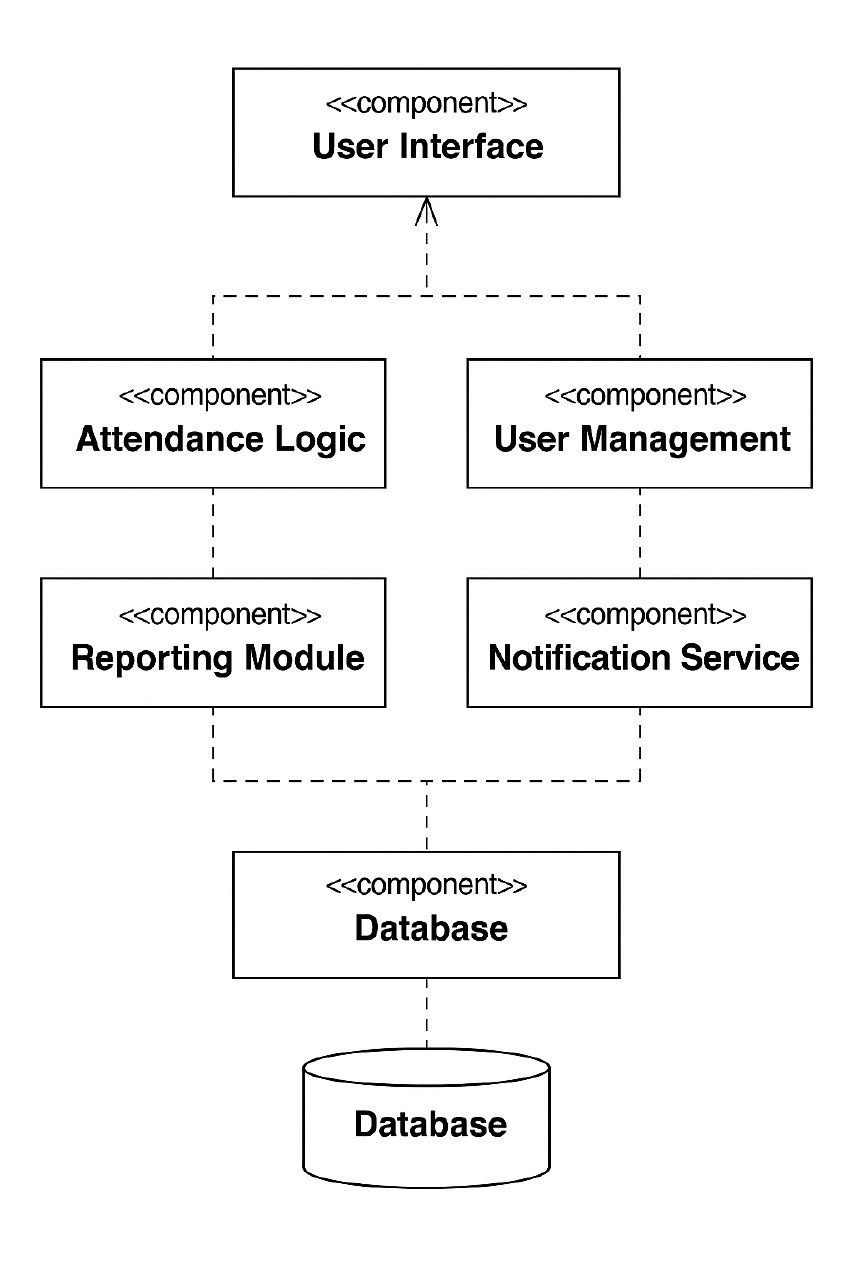 <<component>>
User Interface
<<component>>
Attendance Logic
<<component>>
User Management
<<component>>
Reporting Module
<<component>>
Notification Service
<<component>>
Database
Database